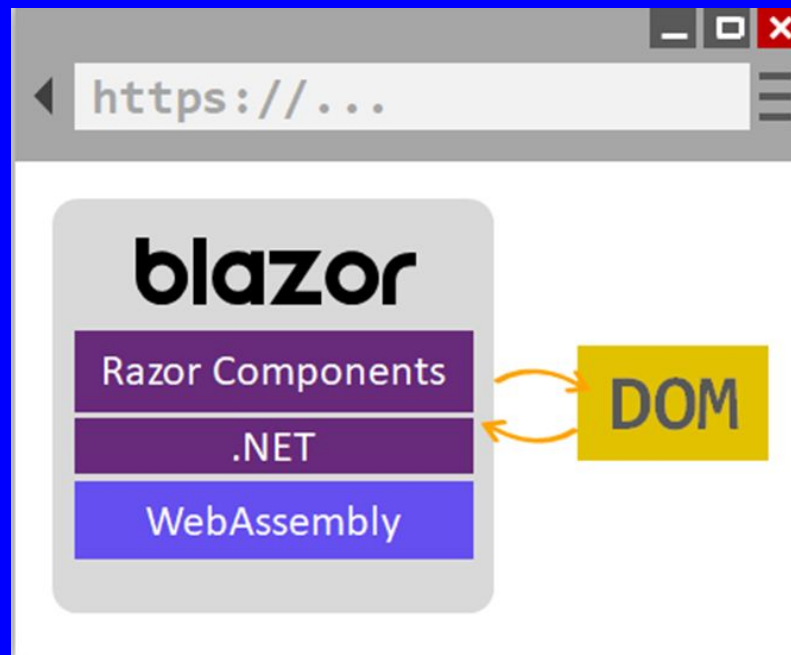 https://...
blazor
Razor Components
.NET
WebAssembly
DOM